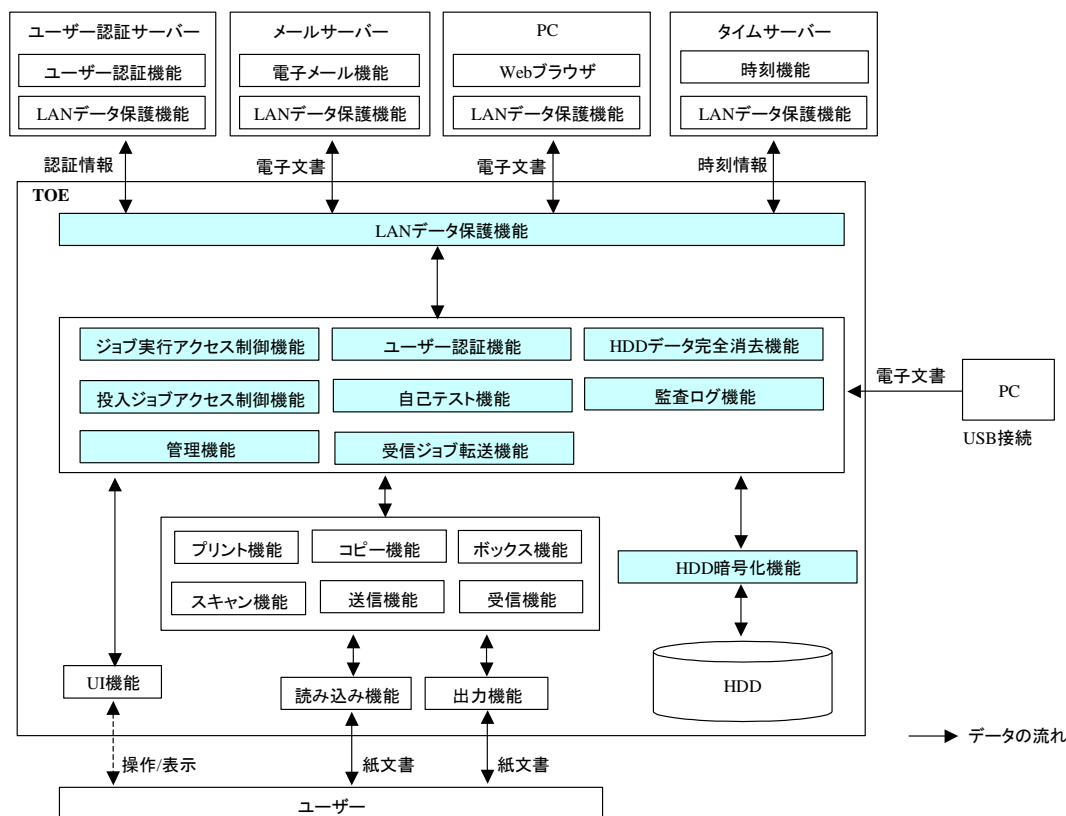 ユーザー認証サーバー
ユーザー認証機能
LANデータ保護機能
メールサーバー
電子メール機能
LANデータ保護機能
PC
Webブラウザ
LANデータ保護機能
タイムサーバー
時刻機能
LANデータ保護機能
認証情報
電子文書
電子文書
時刻情報
TOE
LANデータ保護機能
ジョブ実行アクセス制御機能
ユーザー認証機能
HDDデータ完全消去機能
投入ジョブアクセス制御機能
自己テスト機能
監査ログ機能
管理機能
受信ジョブ転送機能
電子文書
PC
USB接続
プリント機能
コピー機能
ボックス機能
スキャン機能
送信機能
受信機能
HDD暗号化機能
HDD
UI機能
読み込み機能
出力機能
データの流れ
操作/表示
紙文書
紙文書
ユーザー